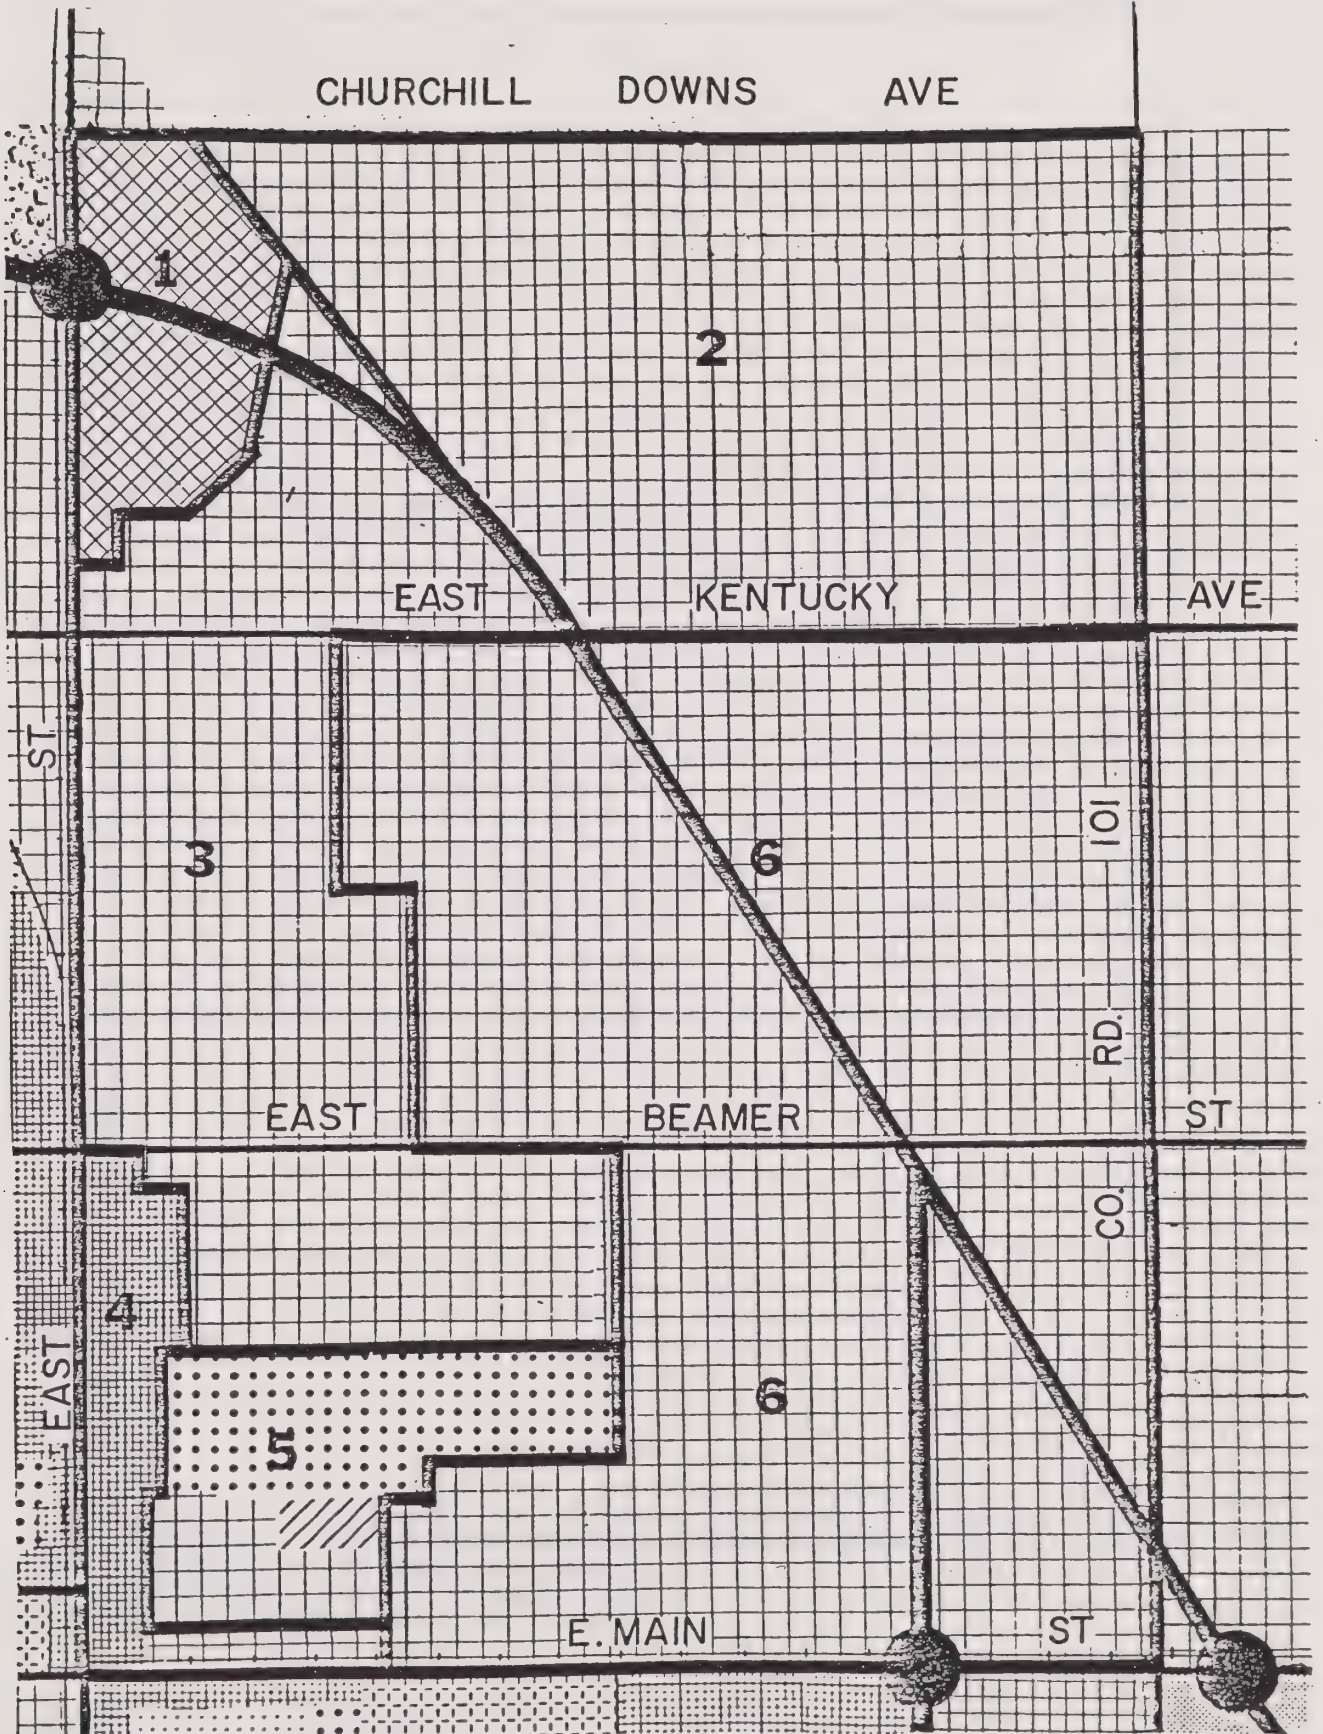 CHURCHILL DOWNS AVE
1
2
EAST KENTUCKY AVE
ST
3
6
101
RD.
EAST BEAMER ST
CO.
4
EAST
5
6
E. MAIN ST